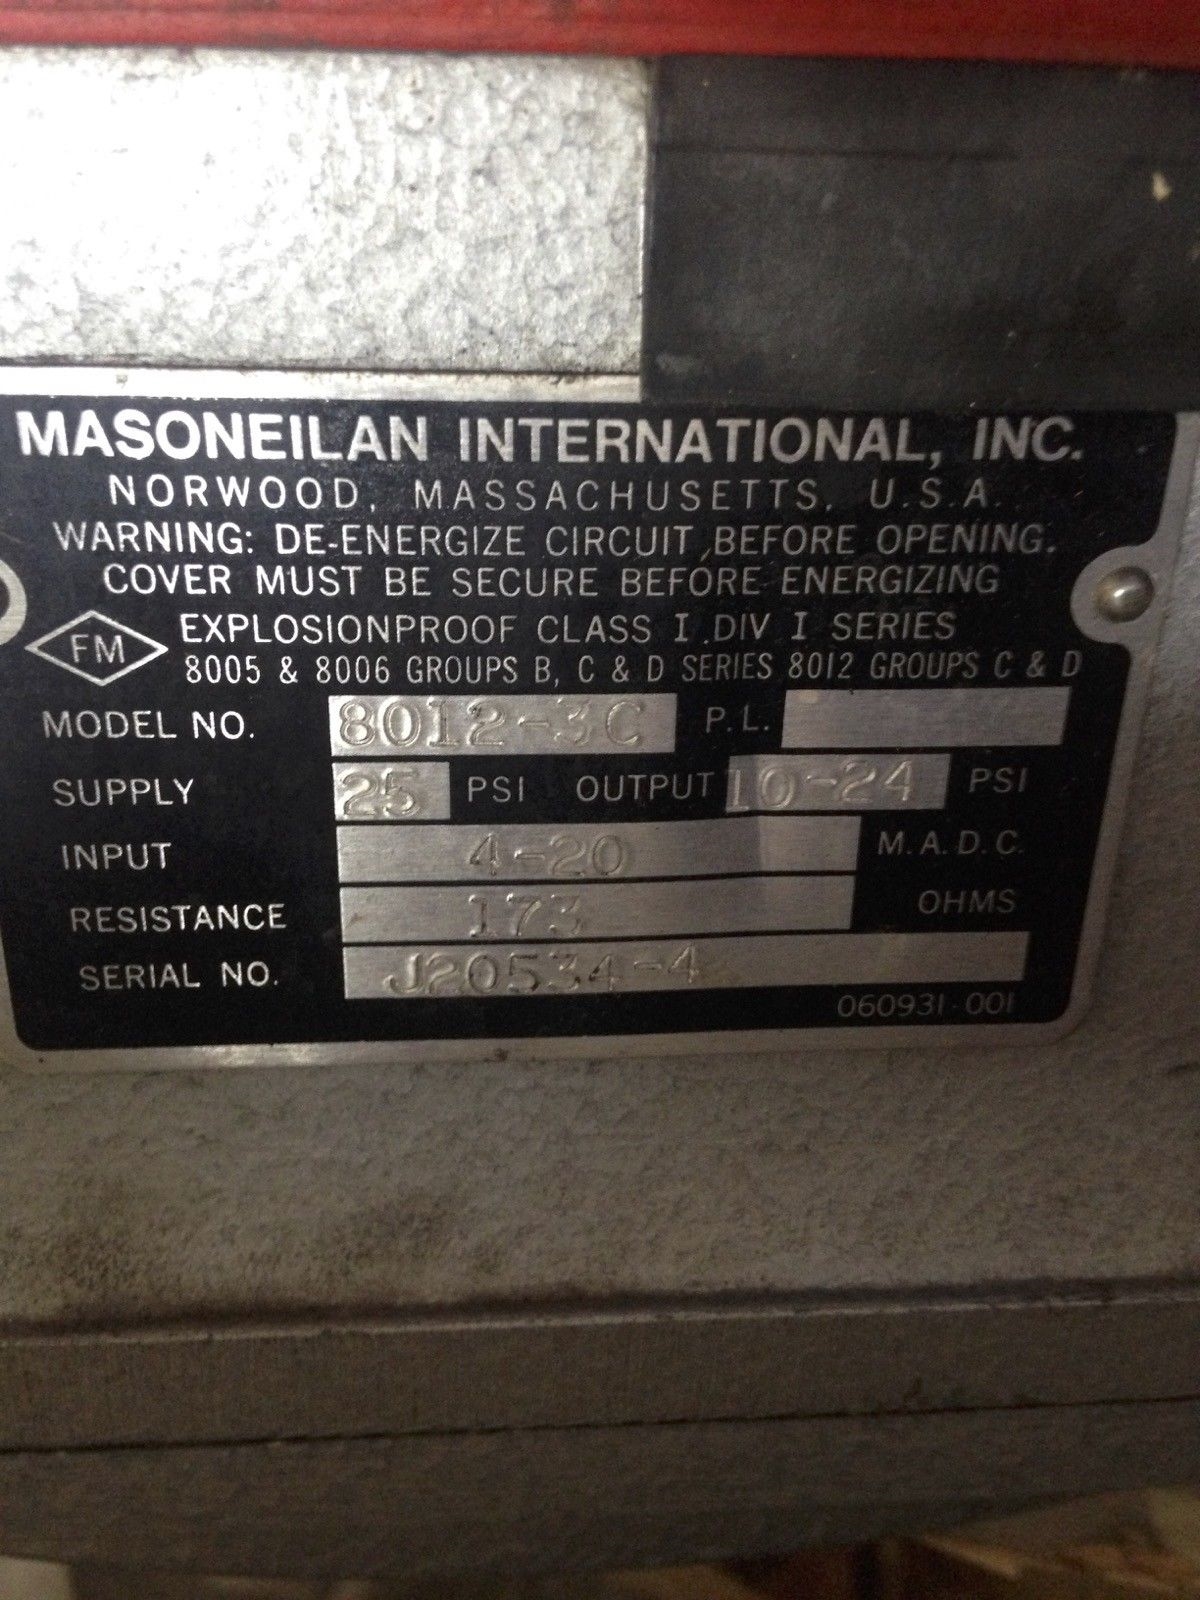 MASONEILAN INTERNATIONAL, INC.
NORWOOD, MASSACHUSETTS, U.S.A.
WARNING: DE-ENERGIZE CIRCUIT BEFORE OPENING.
COVER MUST BE SECURE BEFORE ENERGIZING
FM EXPLOSIONPROOF CLASS I DIV I SERIES
8005 & 8006 GROUPS B, C & D SERIES 8012 GROUPS C & D
MODEL NO. 8012-3C P.L.
SUPPLY 25 PSI OUTPUT 10-24 PSI
INPUT 4-20 M.A.D.C.
RESISTANCE 173 OHMS
SERIAL NO. J20534-4
060931-001